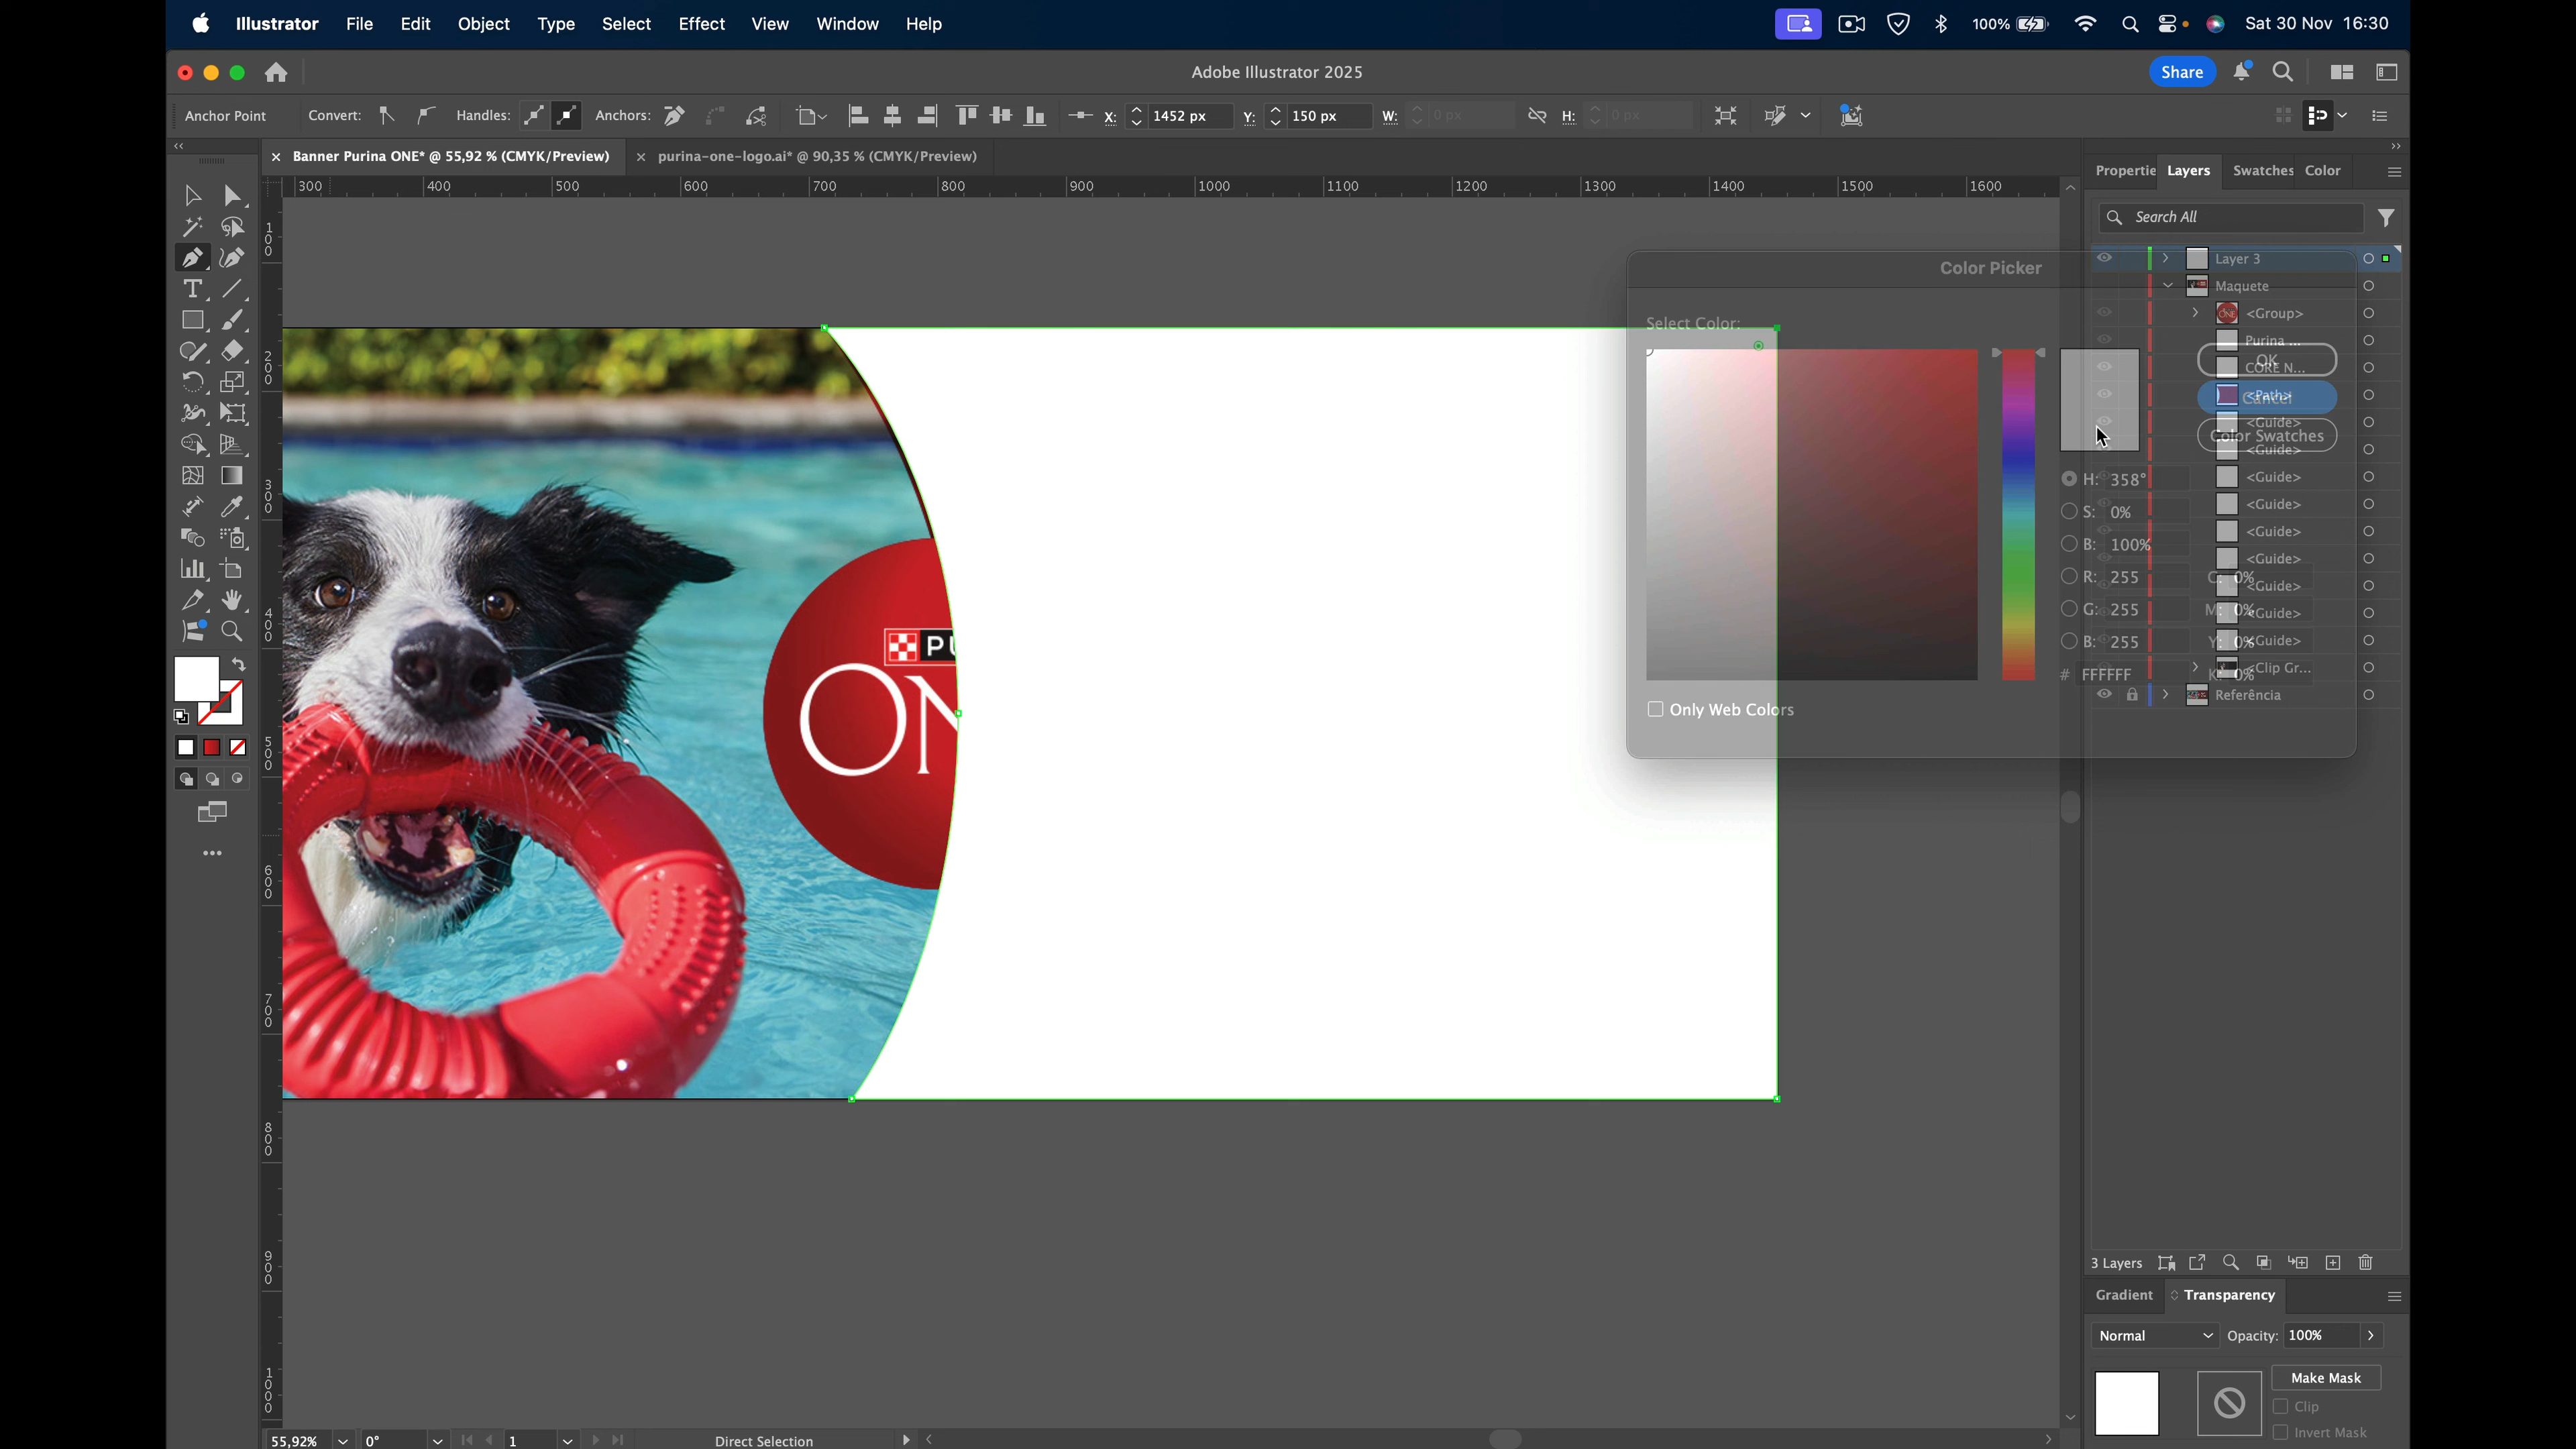 Illustrator File Edit Object Type Select Effect View Window Help
100% Sat 30 Nov 16:30
Adobe Illustrator 2025
Share
Anchor Point Convert: Handles: Anchors: X: 1452 px Y: 150 px W: 0 px H: 0 px
Banner Purina ONE* @ 55,92 % (CMYK/Preview)
purina-one-logo.ai* @ 90,35 % (CMYK/Preview)
Propertie Layers Swatches Color
300 400 500 600 700 800 900 1000 1100 1200 1300 1400 1500 1600
Search All
Layer 3
Color Picker
Maquete
<Group>
Select Color:
Purina ...
OK
CORE N...
<Path>
Cancel
<Guide>
Color Swatches
<Guide>
<Guide>
H: 358°
<Guide>
S: 0%
<Guide>
B: 100%
<Guide>
R: 255 C: 0%
<Guide>
G: 255 M: 0%
<Guide>
B: 255 Y: 0%
<Guide>
# FFFFFF K: 0%
<Clip Gr...
Referência
Only Web Colors
PU
ON
100
200
300
400
500
600
700
800
900
1000
3 Layers
Gradient Transparency
Normal Opacity: 100%
Make Mask
Clip
Invert Mask
55,92% 0° 1 Direct Selection